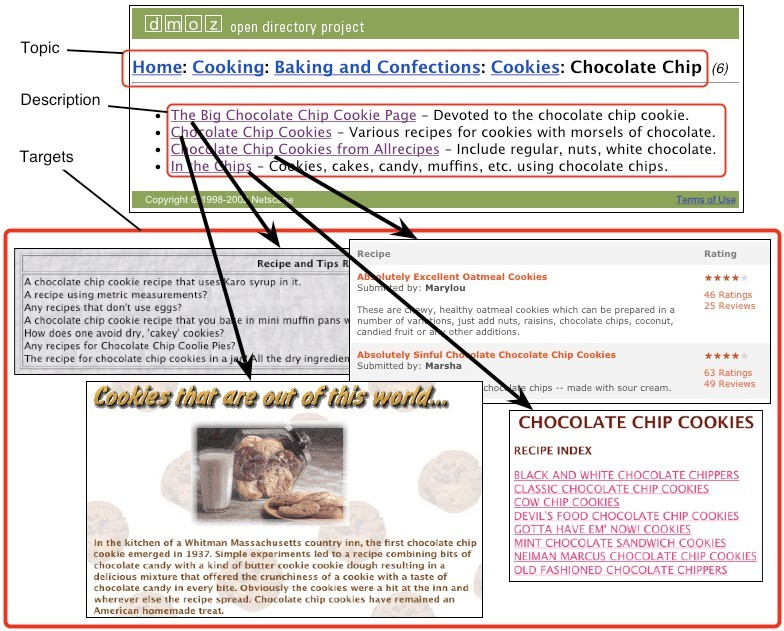 dmoz open directory project
Topic
Home: Cooking: Baking and Confections: Cookies: Chocolate Chip (6)
Description
The Big Chocolate Chip Cookie Page – Devoted to the chocolate chip cookie.
Chocolate Chip Cookies – Various recipes for cookies with morsels of chocolate.
Chocolate Chip Cookies from Allrecipes – Include regular, nuts, white chocolate.
In the Chips – Cookies, cakes, candy, muffins, etc. using chocolate chips.
Targets
Copyright © 1998-200 Netscape
Terms of Use
Recipe and Tips R
A chocolate chip cookie recipe that uses Karo syrup in it.
A recipe using metric measurements?
Any recipes that don't use eggs?
A chocolate chip cookie recipe that you bake in mini muffin pans w
How does one avoid dry, 'cakey' cookies?
Any recipes for Chocolate Chip Coolie Pies?
The recipe for chocolate chip cookies in a jar! All the dry ingredien
Recipe Rating
Absolutely Excellent Oatmeal Cookies
Submitted by: Marylou
46 Ratings
25 Reviews
These are chewy, healthy oatmeal cookies which can be prepared in a
number of variations, just add nuts, raisins, chocolate chips, coconut,
candied fruit or any other additions.
Absolutely Sinful Chocolate Chocolate Chip Cookies
Submitted by: Marsha
63 Ratings
49 Reviews
chocolate chips -- made with sour cream.
Cookies that are out of this world...
In the kitchen of a Whitman Massachusetts country inn, the first chocolate chip
cookie emerged in 1937. Simple experiments led to a recipe combining bits of
chocolate candy with a kind of butter cookie cookie dough resulting in a
delicious mixture that offered the crunchiness of a cookie with a taste of
chocolate candy in every bite. Obviously the cookies were a hit at the inn and
wherever else the recipe spread. Chocolate chip cookies have remained an
American homemade treat.
CHOCOLATE CHIP COOKIES
RECIPE INDEX
BLACK AND WHITE CHOCOLATE CHIPPERS
CLASSIC CHOCOLATE CHIP COOKIES
COW CHIP COOKIES
DEVIL'S FOOD CHOCOLATE CHIP COOKIES
GOTTA HAVE EM' NOW! COOKIES
MINT CHOCOLATE SANDWICH COOKIES
NEIMAN MARCUS CHOCOLATE CHIP COOKIES
OLD FASHIONED CHOCOLATE CHIPPERS